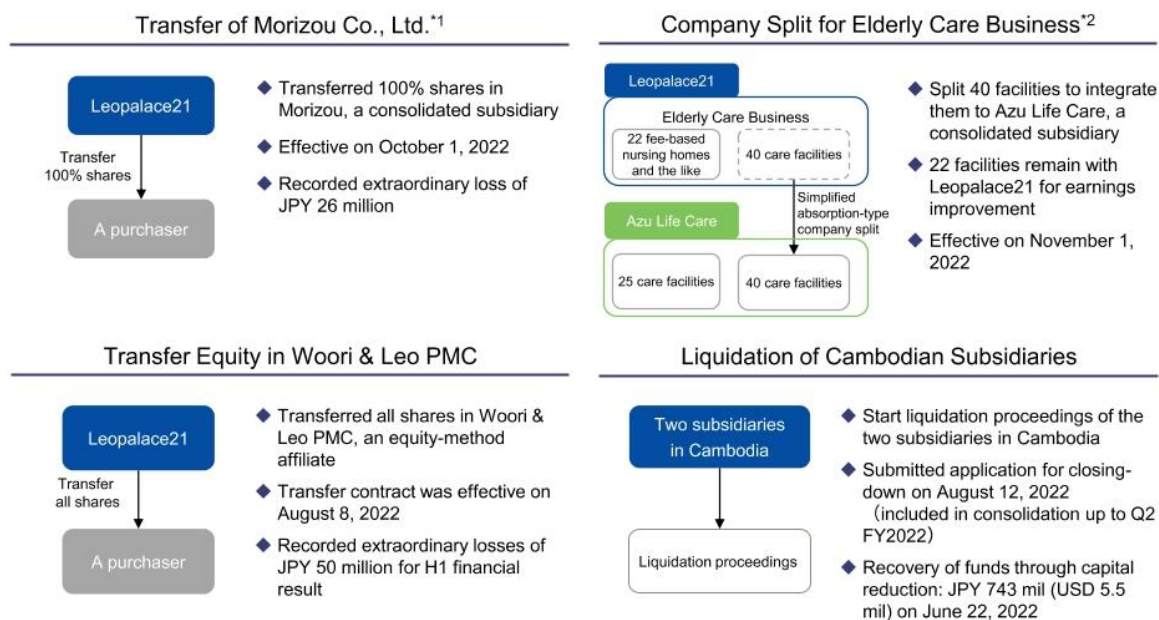 Transfer of Morizou Co., Ltd.*1
Leopalace21
Transfer
100% shares
A purchaser
◆ Transferred 100% shares in
Morizou, a consolidated subsidiary
◆ Effective on October 1, 2022
◆ Recorded extraordinary loss of
JPY 26 million
Company Split for Elderly Care Business*2
Leopalace21
Elderly Care Business
22 fee-based
nursing homes
and the like
40 care facilities
Simplified
absorption-type
company split
Azu Life Care
25 care facilities
40 care facilities
◆ Split 40 facilities to integrate
them to Azu Life Care, a
consolidated subsidiary
◆ 22 facilities remain with
Leopalace21 for earnings
improvement
◆ Effective on November 1,
2022
Transfer Equity in Woori & Leo PMC
Leopalace21
Transfer
all shares
A purchaser
◆ Transferred all shares in Woori &
Leo PMC, an equity-method
affiliate
◆ Transfer contract was effective on
August 8, 2022
◆ Recorded extraordinary losses of
JPY 50 million for H1 financial
result
Liquidation of Cambodian Subsidiaries
Two subsidiaries
in Cambodia
Liquidation proceedings
◆ Start liquidation proceedings of the
two subsidiaries in Cambodia
◆ Submitted application for closing-
down on August 12, 2022
（included in consolidation up to Q2
FY2022）
◆ Recovery of funds through capital
reduction: JPY 743 mil (USD 5.5
mil) on June 22, 2022